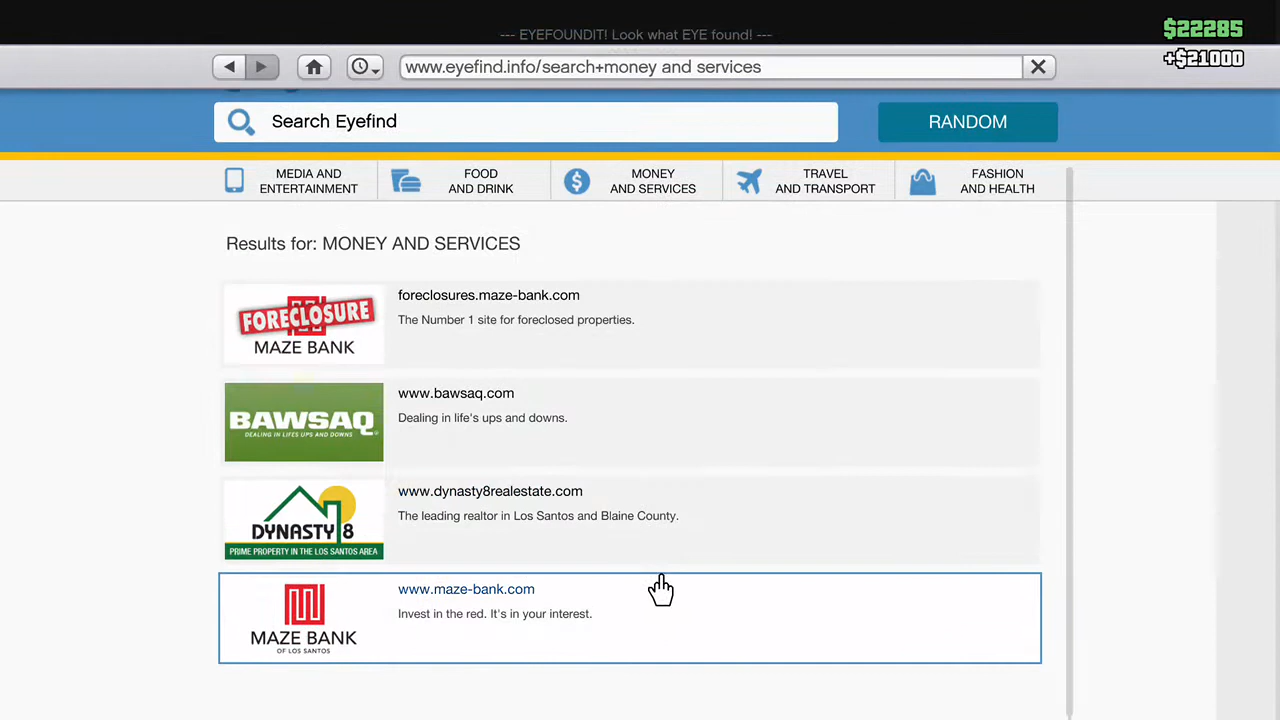 --- EYEFOUNDIT! Look what EYE found! ---
$22285
+$21000
www.eyefind.info/search+money and services
Search Eyefind
RANDOM
MEDIA AND
ENTERTAINMENT
FOOD
AND DRINK
MONEY
AND SERVICES
TRAVEL
AND TRANSPORT
FASHION
AND HEALTH
Results for: MONEY AND SERVICES
FORECLOSURE
MAZE BANK
foreclosures.maze-bank.com
The Number 1 site for foreclosed properties.
BAWSAQ
DEALING IN LIFE'S UPS AND DOWNS
www.bawsaq.com
Dealing in life's ups and downs.
DYNASTY 8
PRIME PROPERTY IN THE LOS SANTOS AREA
www.dynasty8realestate.com
The leading realtor in Los Santos and Blaine County.
MAZE BANK
OF LOS SANTOS
www.maze-bank.com
Invest in the red. It's in your interest.